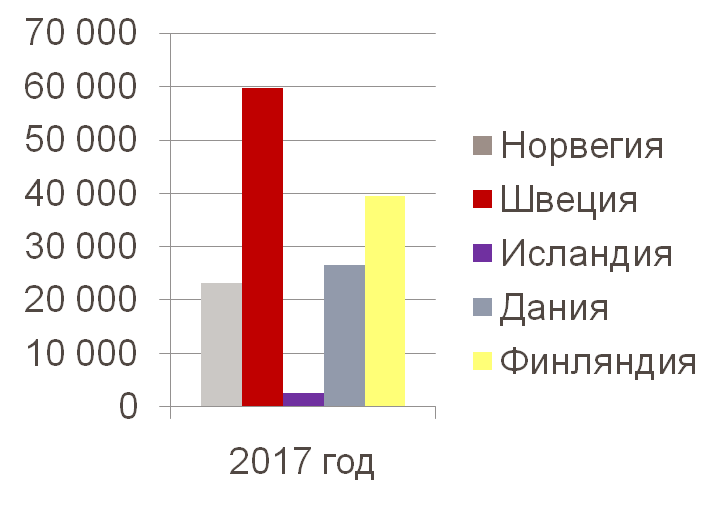 70 000
60 000
50 000
40 000
30 000
20 000
10 000
0
2017 год
Норвегия
Швеция
Исландия
Дания
Финляндия